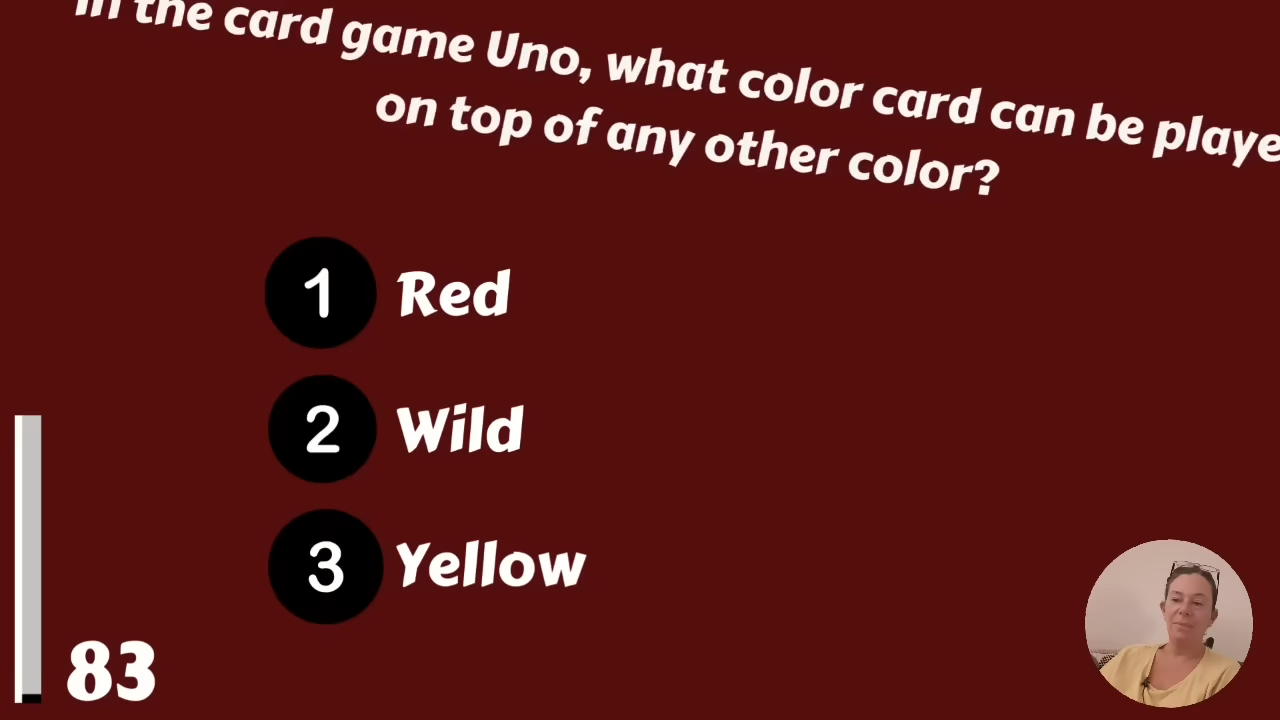 In the card game Uno, what color card can be playe
on top of any other color?
1 Red
2 Wild
3 Yellow
83